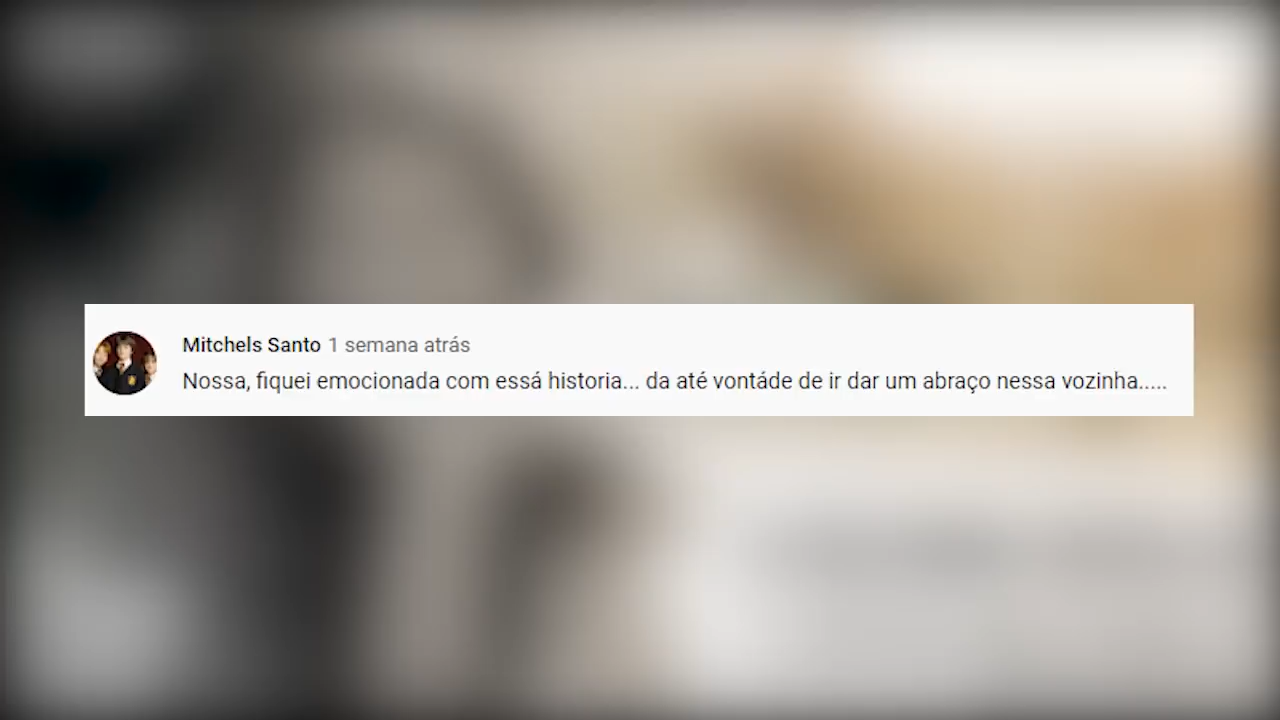 Mitchels Santo 1 semana atrás
Nossa, fiquei emocionada com essá historia... da até vontáde de ir dar um abraço nessa vozinha.....